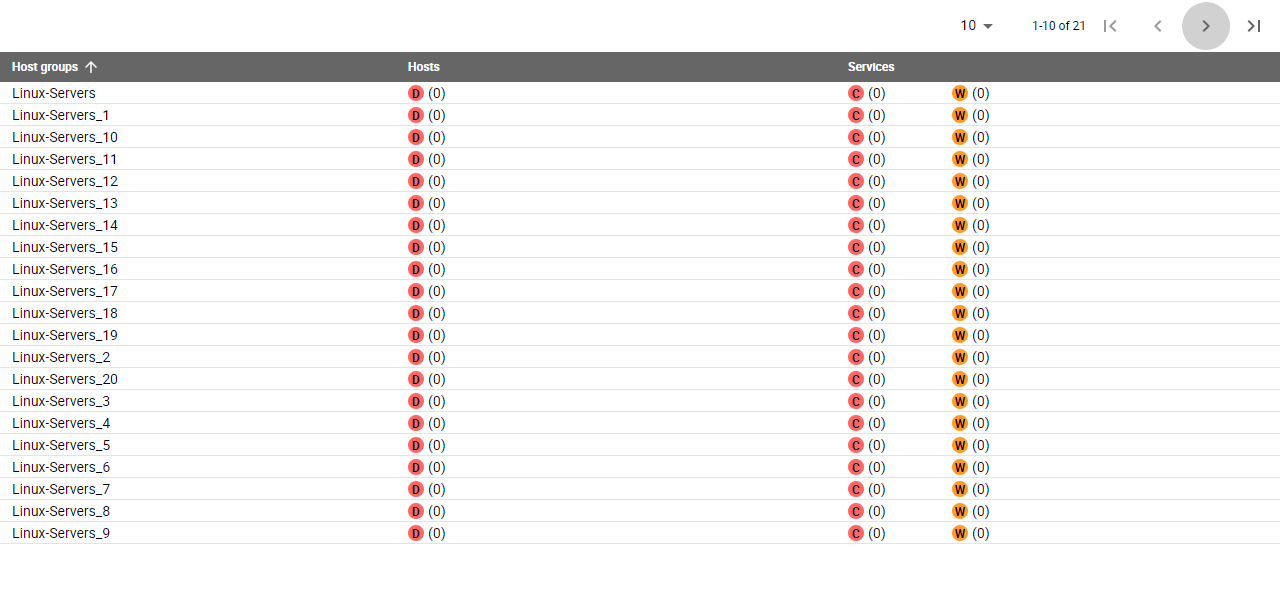 10 1-10 of 21
Host groups Hosts Services
Linux-Servers D (0) C (0) W (0)
Linux-Servers_1 D (0) C (0) W (0)
Linux-Servers_10 D (0) C (0) W (0)
Linux-Servers_11 D (0) C (0) W (0)
Linux-Servers_12 D (0) C (0) W (0)
Linux-Servers_13 D (0) C (0) W (0)
Linux-Servers_14 D (0) C (0) W (0)
Linux-Servers_15 D (0) C (0) W (0)
Linux-Servers_16 D (0) C (0) W (0)
Linux-Servers_17 D (0) C (0) W (0)
Linux-Servers_18 D (0) C (0) W (0)
Linux-Servers_19 D (0) C (0) W (0)
Linux-Servers_2 D (0) C (0) W (0)
Linux-Servers_20 D (0) C (0) W (0)
Linux-Servers_3 D (0) C (0) W (0)
Linux-Servers_4 D (0) C (0) W (0)
Linux-Servers_5 D (0) C (0) W (0)
Linux-Servers_6 D (0) C (0) W (0)
Linux-Servers_7 D (0) C (0) W (0)
Linux-Servers_8 D (0) C (0) W (0)
Linux-Servers_9 D (0) C (0) W (0)